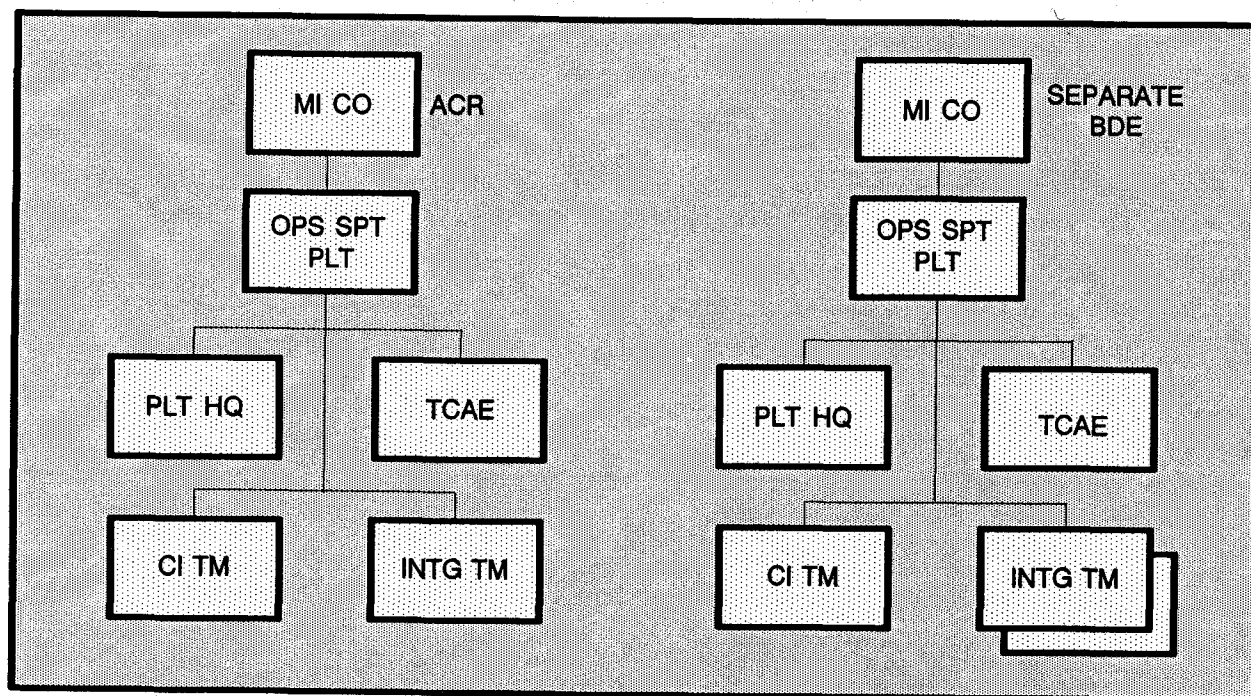 MI CO
ACR
OPS SPT
PLT
PLT HQ
TCAE
CI TM
INTG TM
MI CO
SEPARATE
BDE
OPS SPT
PLT
PLT HQ
TCAE
CI TM
INTG TM